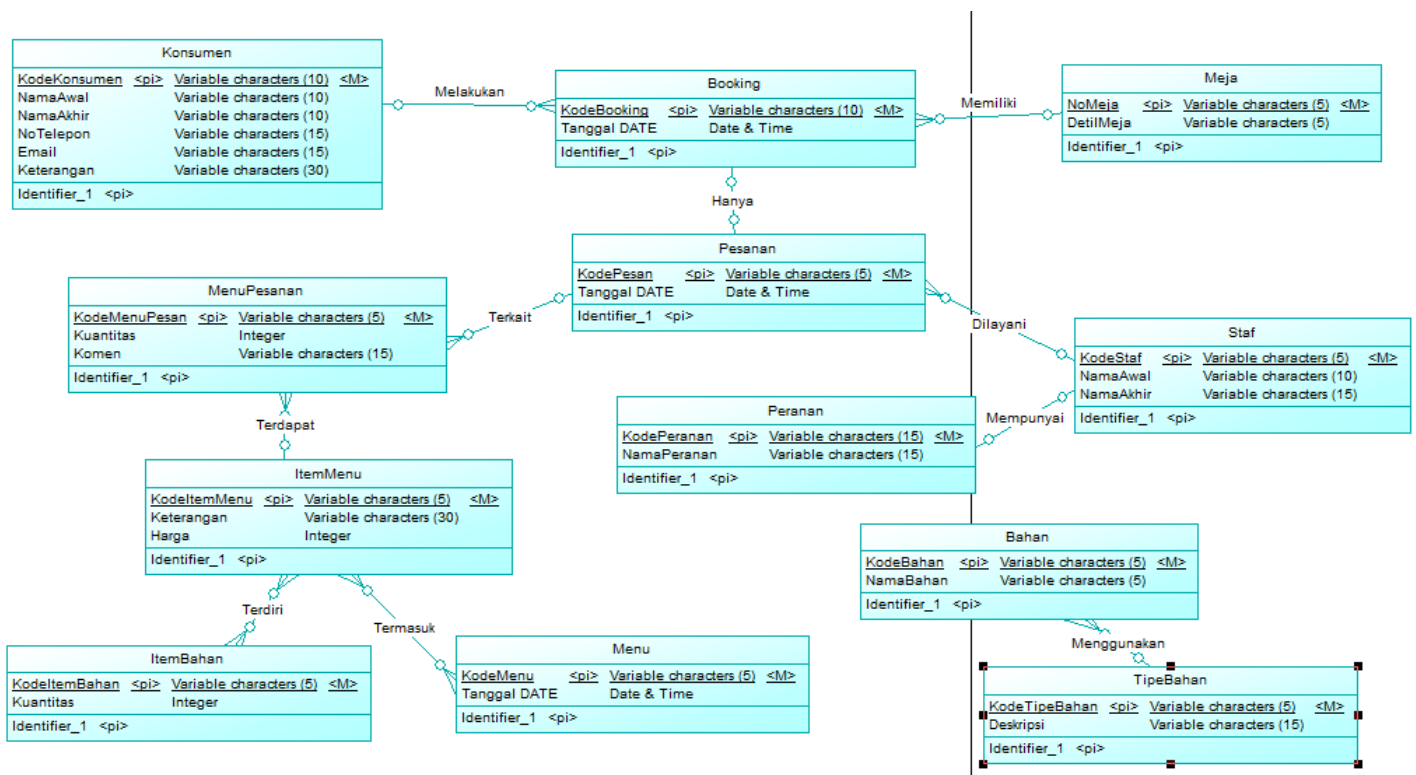 Konsumen
KodeKonsumen <pi> Variable characters (10) <M>
NamaAwal Variable characters (10)
NamaAkhir Variable characters (10)
NoTelepon Variable characters (15)
Email Variable characters (15)
Keterangan Variable characters (30)
Identifier_1 <pi>
Melakukan
Booking
KodeBooking <pi> Variable characters (10) <M>
Tanggal DATE Date & Time
Identifier_1 <pi>
Memiliki
Meja
NoMeja <pi> Variable characters (5) <M>
DetilMeja Variable characters (5)
Identifier_1 <pi>
Hanya
Pesanan
KodePesan <pi> Variable characters (5) <M>
Tanggal DATE Date & Time
Identifier_1 <pi>
MenuPesanan
KodeMenuPesan <pi> Variable characters (5) <M>
Kuantitas Integer
Komen Variable characters (15)
Identifier_1 <pi>
Terkait
Dilayani
Staf
KodeStaf <pi> Variable characters (5) <M>
NamaAwal Variable characters (10)
NamaAkhir Variable characters (15)
Identifier_1 <pi>
Peranan
KodePeranan <pi> Variable characters (15) <M>
NamaPeranan Variable characters (15)
Identifier_1 <pi>
Mempunyai
Terdapat
ItemMenu
KodeItemMenu <pi> Variable characters (5) <M>
Keterangan Variable characters (30)
Harga Integer
Identifier_1 <pi>
Bahan
KodeBahan <pi> Variable characters (5) <M>
NamaBahan Variable characters (5)
Identifier_1 <pi>
Terdiri
Termasuk
Menggunakan
ItemBahan
KodeItemBahan <pi> Variable characters (5) <M>
Kuantitas Integer
Identifier_1 <pi>
Menu
KodeMenu <pi> Variable characters (5) <M>
Tanggal DATE Date & Time
Identifier_1 <pi>
TipeBahan
KodeTipeBahan <pi> Variable characters (5) <M>
Deskripsi Variable characters (15)
Identifier_1 <pi>